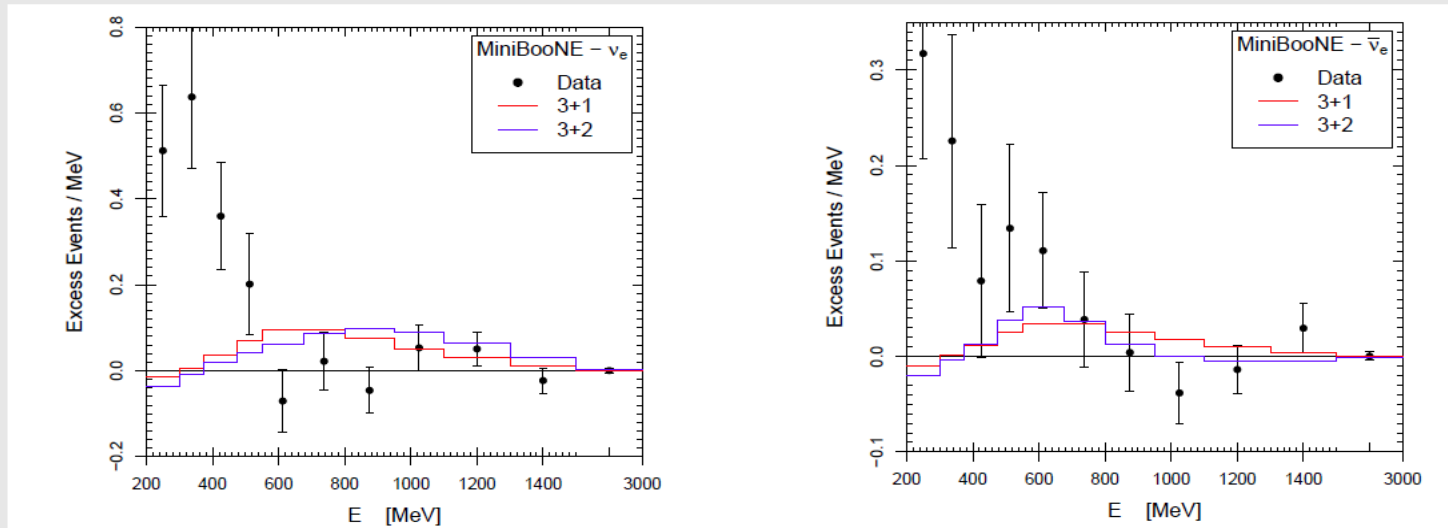 MiniBooNE − νe
Data
3+1
3+2
Excess Events / MeV
0.8
0.6
0.4
0.2
0.0
−0.2
200 400 600 800 1000 1200 1400 3000
E [MeV]
MiniBooNE − ν̅e
Data
3+1
3+2
Excess Events / MeV
0.3
0.2
0.1
0.0
−0.1
200 400 600 800 1000 1200 1400 3000
E [MeV]